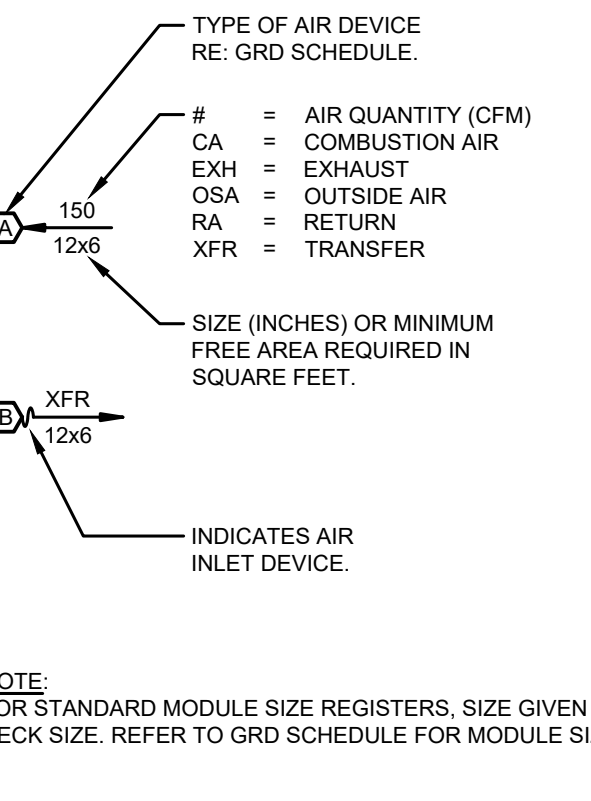 TYPE OF AIR DEVICE
RE: GRD SCHEDULE.
# = AIR QUANTITY (CFM)
CA = COMBUSTION AIR
EXH = EXHAUST
OSA = OUTSIDE AIR
RA = RETURN
XFR = TRANSFER
A
150
12x6
SIZE (INCHES) OR MINIMUM
FREE AREA REQUIRED IN
SQUARE FEET.
B
XFR
12x6
INDICATES AIR
INLET DEVICE.
OTE:
OR STANDARD MODULE SIZE REGISTERS, SIZE GIVEN
ECK SIZE. REFER TO GRD SCHEDULE FOR MODULE